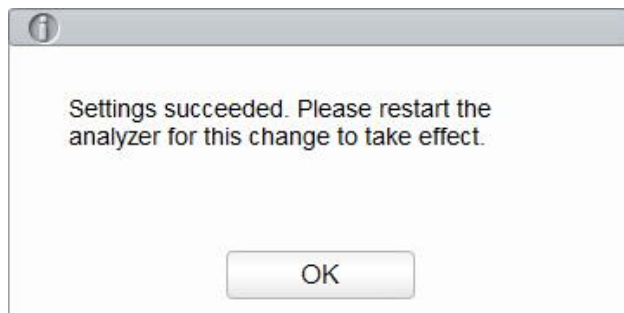 Settings succeeded. Please restart the
analyzer for this change to take effect.
OK